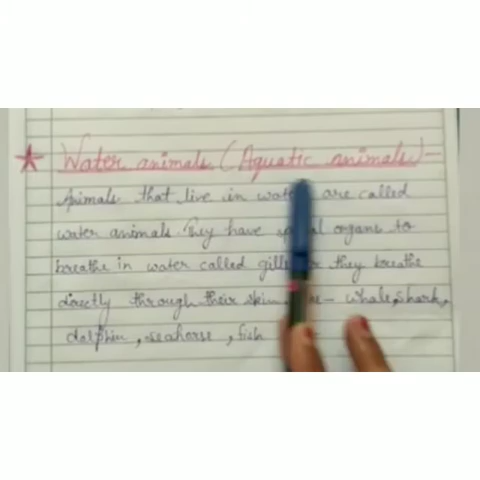 Water animals (Aquatic animals) -
Animals that live in water are called
water animals. They have organs to
breathe in water called gills they breathe
directly through their skin - whale, shark,
dolphin, seahorse, fish